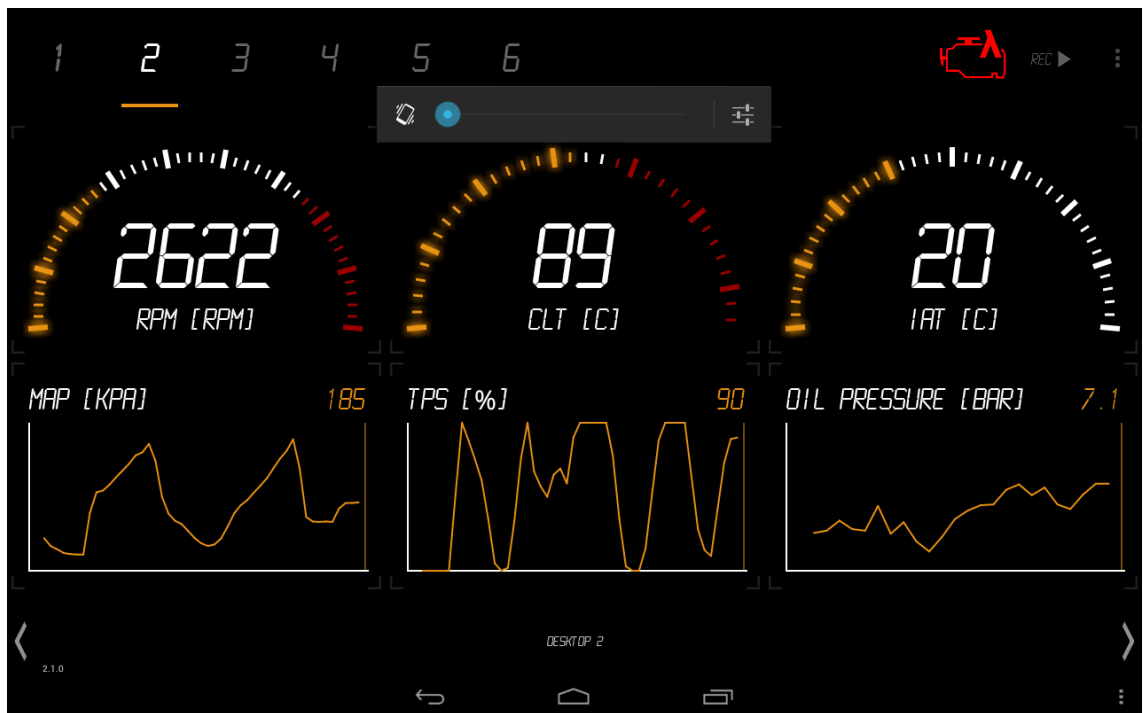 1 2 3 4 5 6 REC
2622 89 20
RPM [RPM] CLT [C] IAT [C]
MAP [KPA] 185 TPS [%] 90 OIL PRESSURE [BAR] 7.1
DESKTOP 2
2.1.0